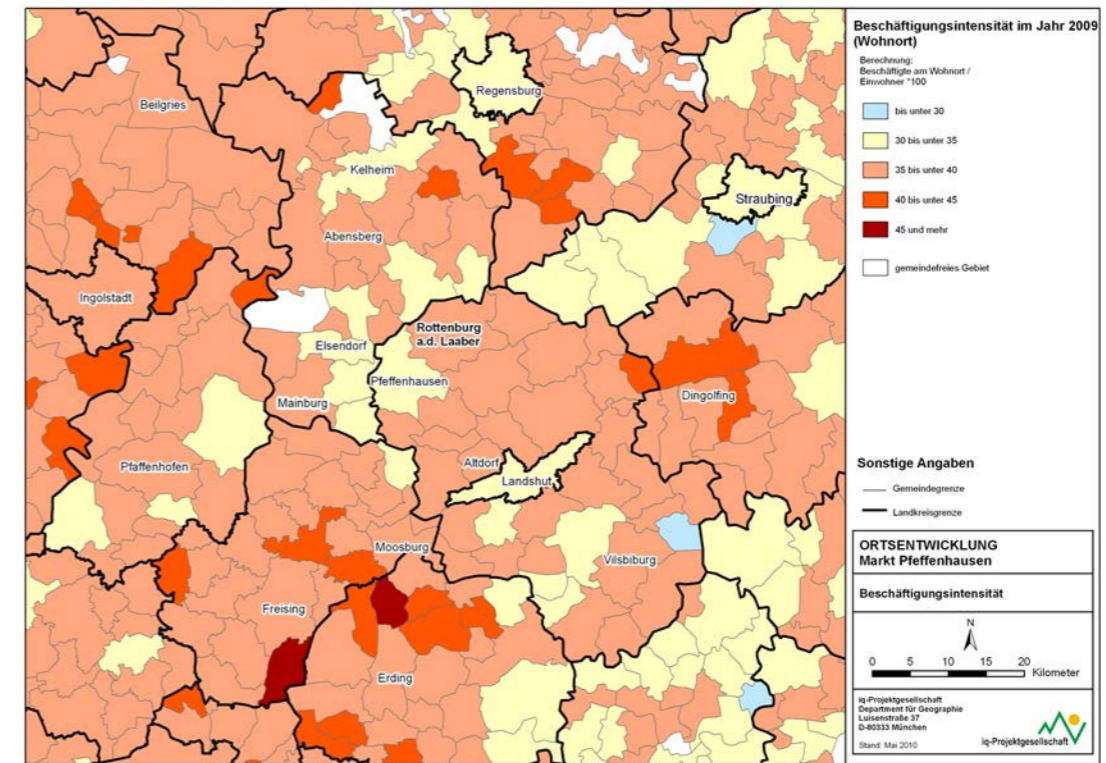 Beschäftigungsintensität im Jahr 2009
(Wohnort)
Berechnung:
Beschäftigte am Wohnort /
Einwohner *100
bis unter 30
30 bis unter 35
35 bis unter 40
40 bis unter 45
45 und mehr
gemeindefreies Gebiet
Beilgries
Regensburg
Kelheim
Straubing
Abensberg
Ingolstadt
Rottenburg
a.d. Laaber
Elsendorf
Pfeffenhausen
Mainburg
Dingolfing
Pfaffenhofen
Altdorf
Landshut
Moosburg
Vilsbiburg
Freising
Erding
Sonstige Angaben
Gemeindegrenze
Landkreisgrenze
ORTSENTWICKLUNG
Markt Pfeffenhausen
Beschäftigungsintensität
N
0 5 10 15 20
Kilometer
iq-Projektgesellschaft
Department für Geographie
Luisenstraße 37
D-80333 München
Stand: Mai 2010
iq-Projektgesellschaft